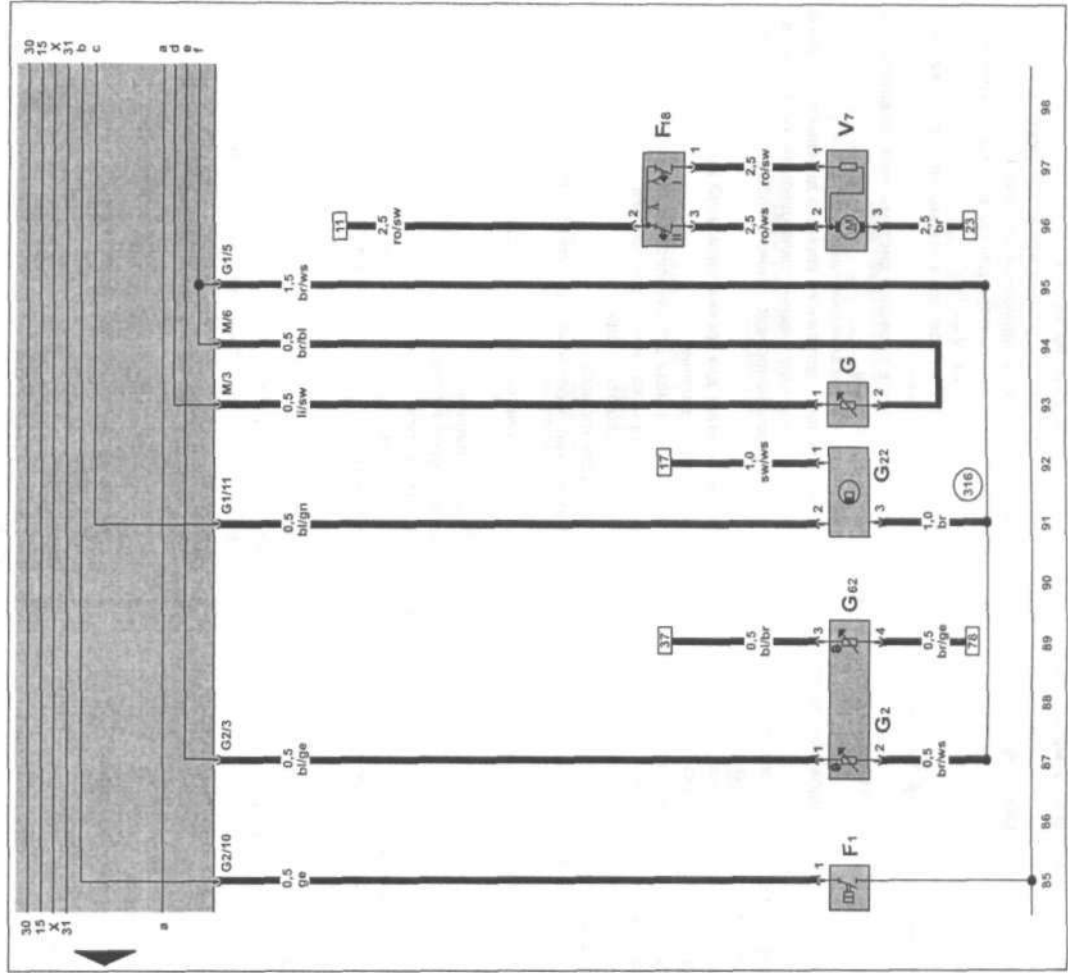 30 30
15 15
X X
31 31
b
c
a a
d
e
f
G2/10 G2/3 G1/11 M/3 M/6 G1/5
0,5 0,5 0,5 0,5 0,5 1,5
ge bl/ge bl/gn li/sw br/bl br/ws
11
2,5
ro/sw
2
F18
II I
3 1
37 17
0,5 1,0 2,5 2,5
bl/br sw/ws ro/ws ro/sw
1 1 3 2 1 1 2 1
F1 G2 G62 G22 G M V7
2 4 3 2 3
0,5 0,5 1,0 2,5
br/ws br/ge br br
78 316 23
85 86 87 88 89 90 91 92 93 94 95 96 97 98